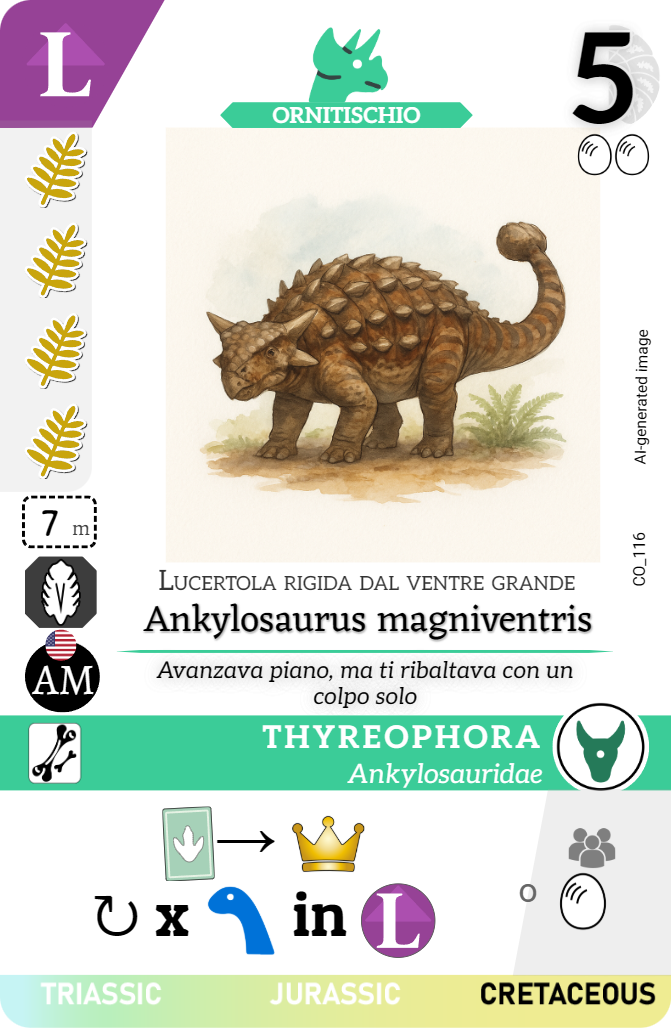 L
ORNITISCHIO
5
AI-generated image
CO_116
7 m
AM
Lucertola rigida dal ventre grande
Ankylosaurus magniventris
Avanzava piano, ma ti ribaltava con un
colpo solo
THYREOPHORA
Ankylosauridae
x in L
o
TRIASSIC JURASSIC CRETACEOUS